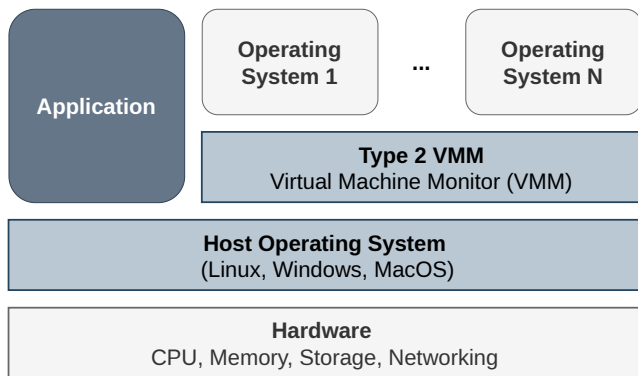 Application
Operating
System 1
...
Operating
System N
Type 2 VMM
Virtual Machine Monitor (VMM)
Host Operating System
(Linux, Windows, MacOS)
Hardware
CPU, Memory, Storage, Networking